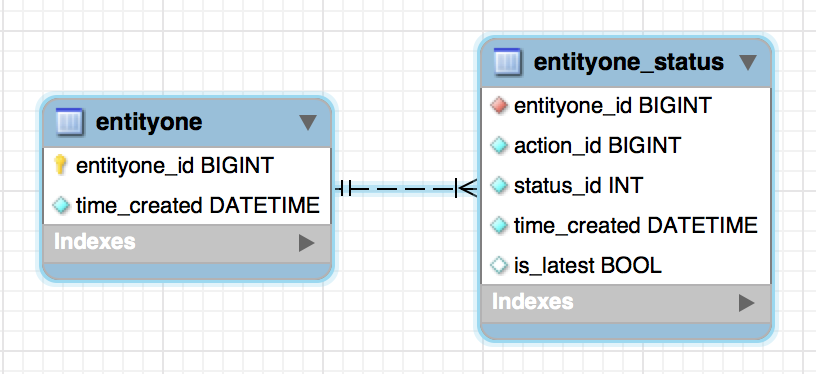 entityone
entityone_id BIGINT
time_created DATETIME
Indexes
entityone_status
entityone_id BIGINT
action_id BIGINT
status_id INT
time_created DATETIME
is_latest BOOL
Indexes